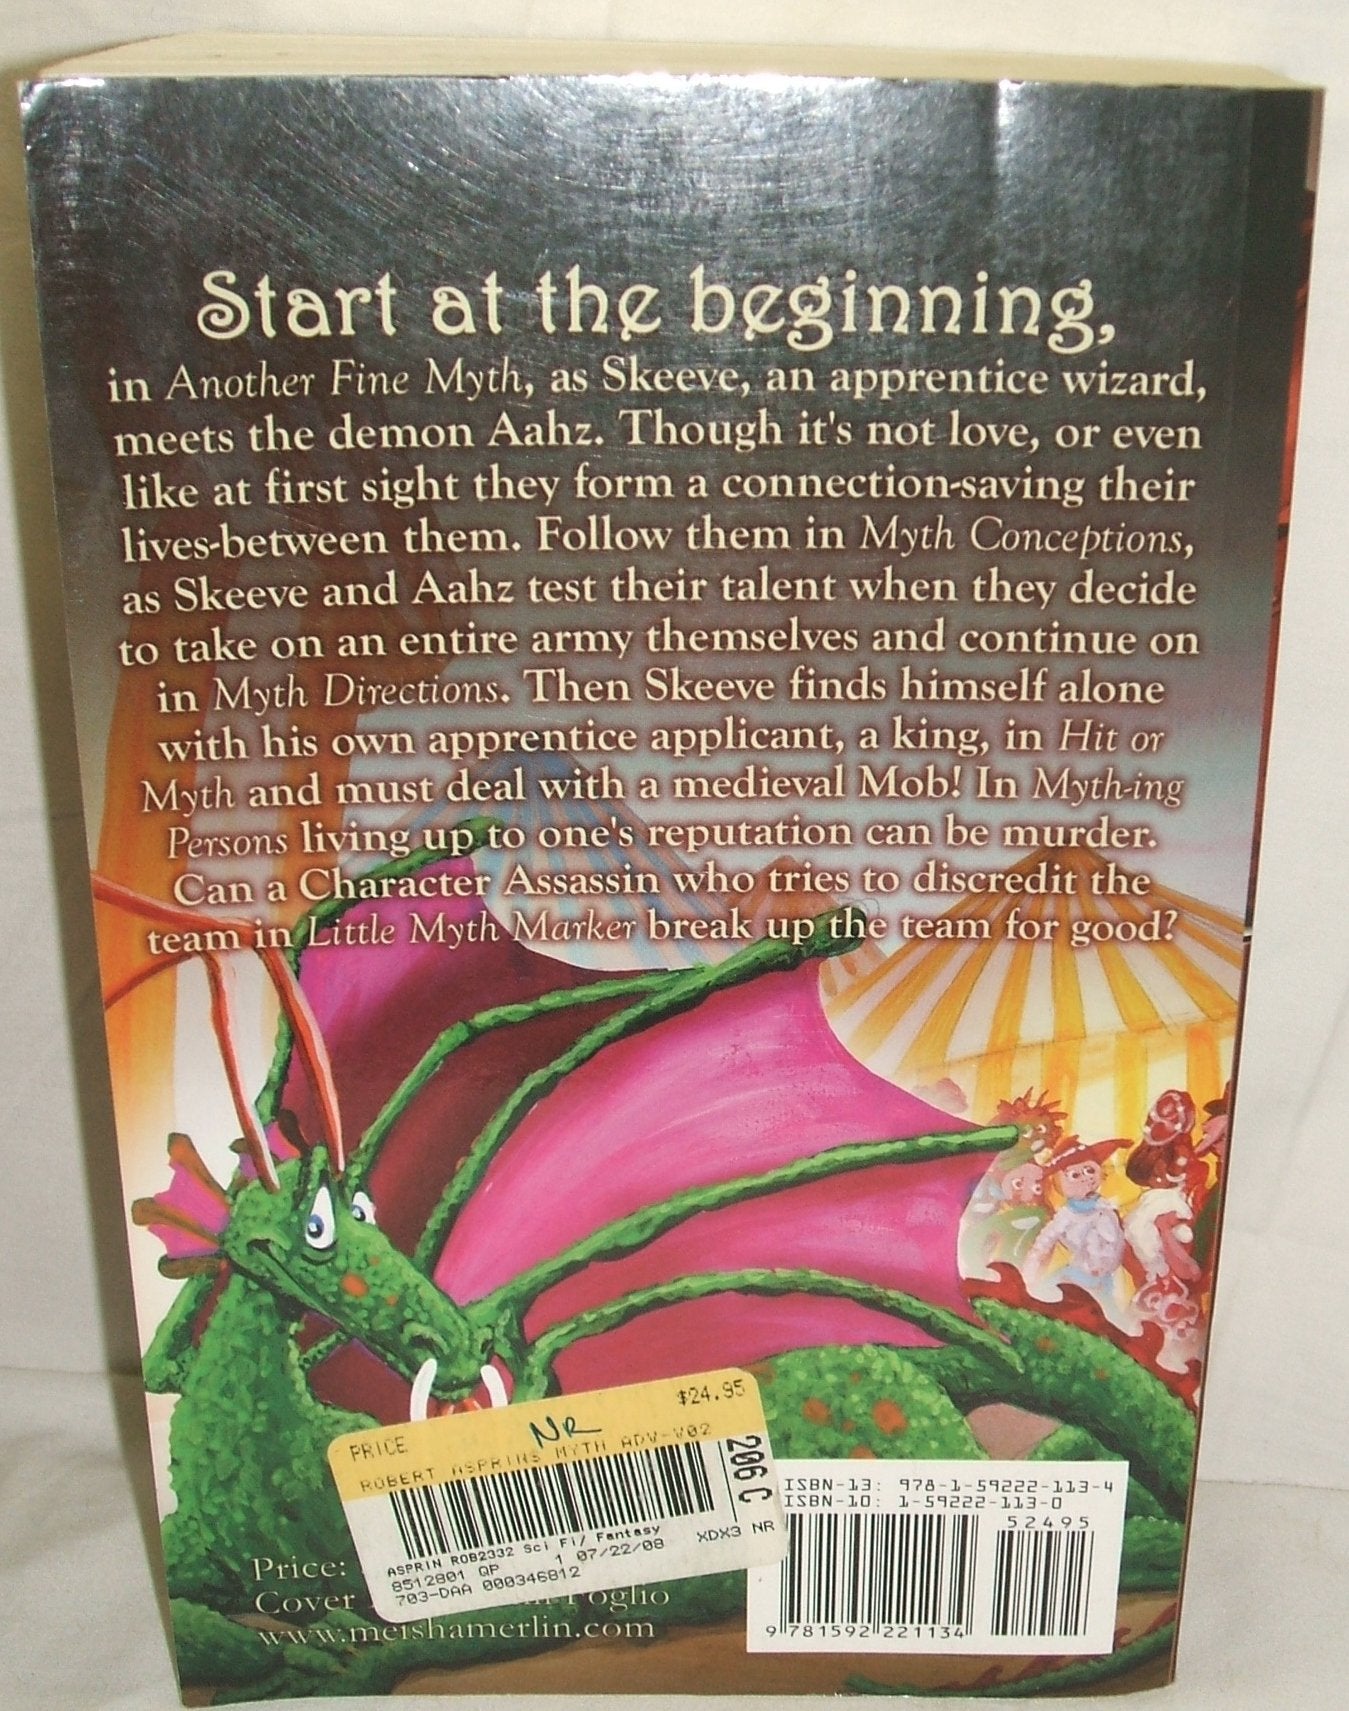 Start at the beginning,
in Another Fine Myth, as Skeeve, an apprentice wizard,
meets the demon Aahz. Though it's not love, or even
like at first sight they form a connection-saving their
lives-between them. Follow them in Myth Conceptions,
as Skeeve and Aahz test their talent when they decide
to take on an entire army themselves and continue on
in Myth Directions. Then Skeeve finds himself alone
with his own apprentice applicant, a king, in Hit or
Myth and must deal with a medieval Mob! In Myth-ing
Persons living up to one's reputation can be murder.
Can a Character Assassin who tries to discredit the
team in Little Myth Marker break up the team for good?
$24.95
PRICE NR
ROBERT ASPRINS MYTH ADV-V02
206 C
ASPRIN ROB2332 Sci Fi/ Fantasy
8512801 QP 1 07/22/08 XDX3 NR
703-DAA 000346812
Price:
Cover Foglio
www.meishamerlin.com
ISBN-13: 978-1-59222-113-4
ISBN-10: 1-59222-113-0
52495
9 781592 221134